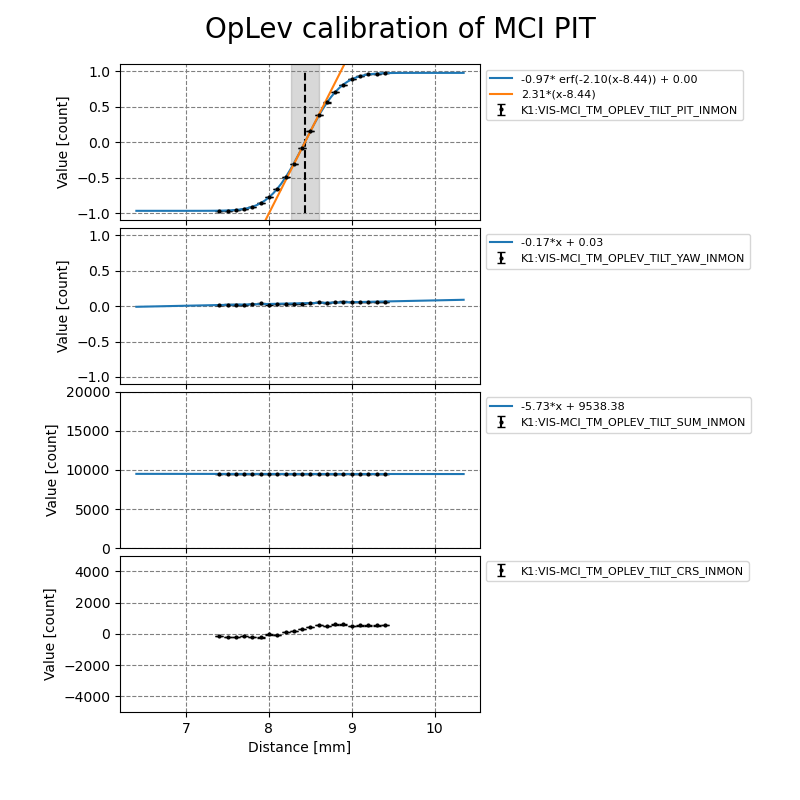 OpLev calibration of MCI PIT
1.0
0.5
0.0
−0.5
−1.0
Value [count]
-0.97* erf(-2.10(x-8.44)) + 0.00
2.31*(x-8.44)
K1:VIS-MCI_TM_OPLEV_TILT_PIT_INMON
1.0
0.5
0.0
−0.5
−1.0
Value [count]
-0.17*x + 0.03
K1:VIS-MCI_TM_OPLEV_TILT_YAW_INMON
20000
15000
10000
5000
0
Value [count]
-5.73*x + 9538.38
K1:VIS-MCI_TM_OPLEV_TILT_SUM_INMON
4000
2000
0
−2000
−4000
Value [count]
K1:VIS-MCI_TM_OPLEV_TILT_CRS_INMON
7 8 9 10
Distance [mm]